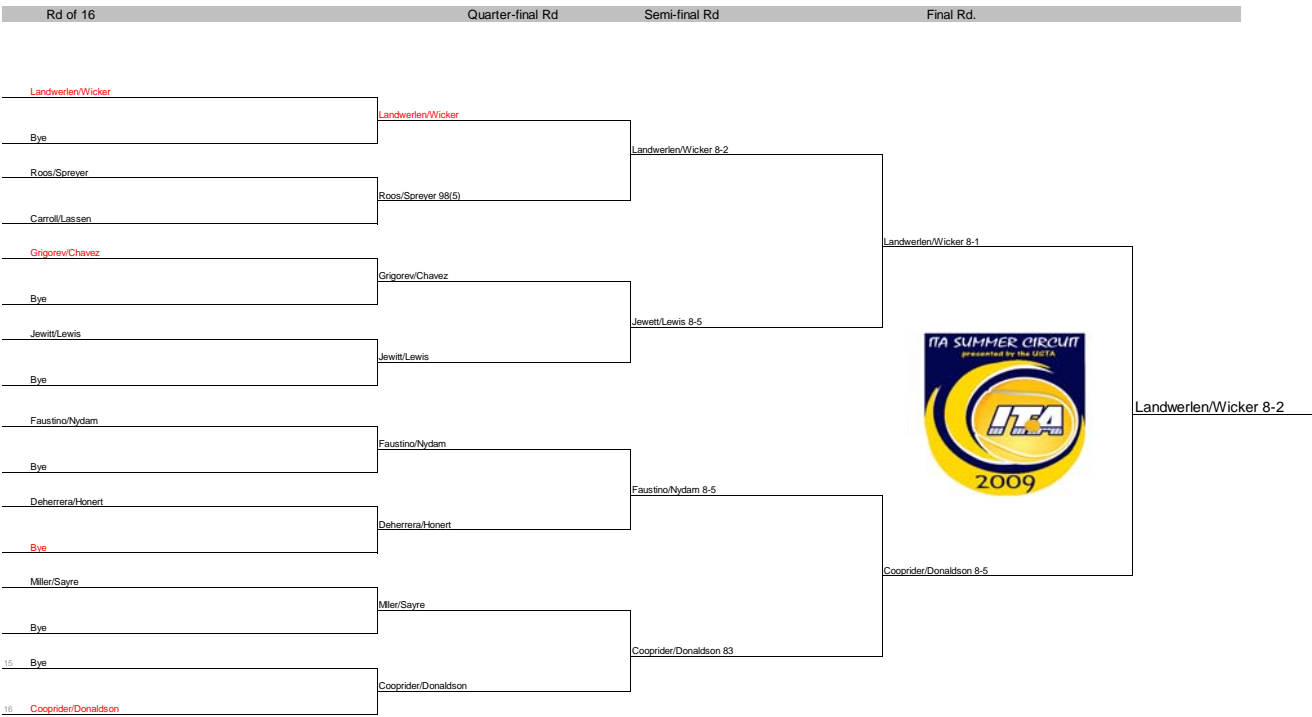 Rd of 16 Quarter-final Rd Semi-final Rd Final Rd.
Landwerlen/Wicker
Landwerlen/Wicker
Bye
Landwerlen/Wicker 8-2
Roos/Spreyer
Roos/Spreyer 98(5)
Carroll/Lassen
Landwerlen/Wicker 8-1
Grigorev/Chavez
Grigorev/Chavez
Bye
Jewett/Lewis 8-5
Jewitt/Lewis
ITA SUMMER CIRCUIT
presented by the USTA
Jewitt/Lewis
Bye
Landwerlen/Wicker 8-2
ITA
Faustino/Nydam
Faustino/Nydam
Bye
2009
Faustino/Nydam 8-5
Deherrera/Honert
Deherrera/Honert
Bye
Cooprider/Donaldson 8-5
Miller/Sayre
Mller/Sayre
Bye
Cooprider/Donaldson 83
15 Bye
Cooprider/Donaldson
16 Cooprider/Donaldson